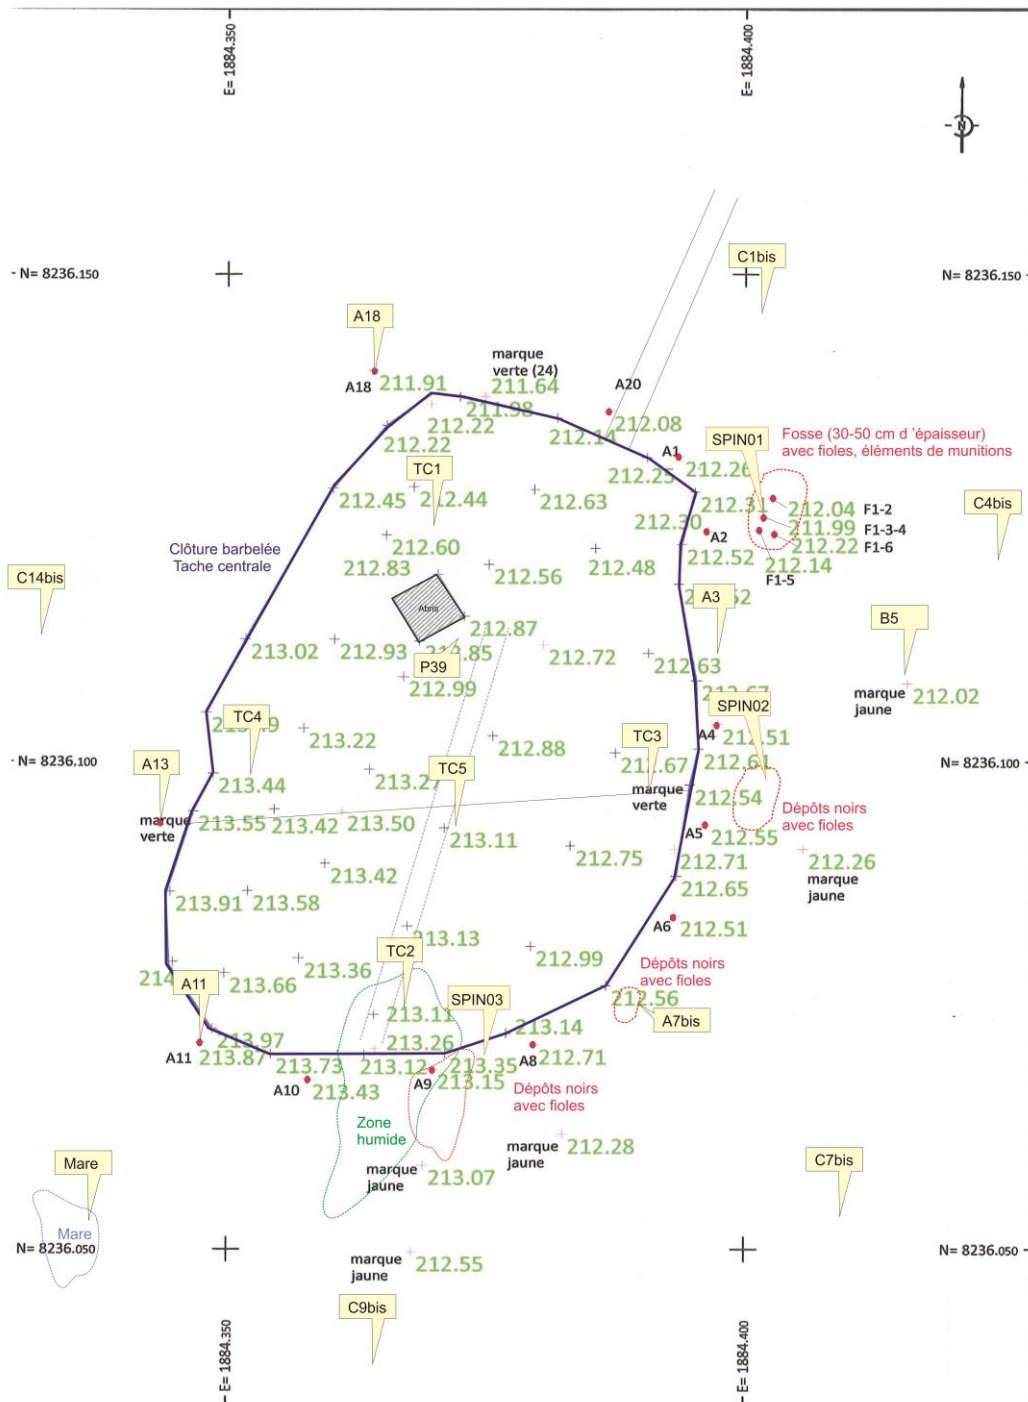 E= 1884.350
E= 1884.400
N
- N= 8236.150
N= 8236.150 -
C1bis
A18
A18
211.91
marque
verte (24)
211.64
211.98
212.22
212.22
212.14
A20
212.08
SPIN01
Fosse (30-50 cm d 'épaisseur)
avec fioles, éléments de munitions
A1
212.26
212.25
TC1
212.45
212.44
212.63
212.31
212.04
F1-2
C4bis
212.30
A2
211.99
F1-3-4
212.60
212.52
212.22
F1-6
Clôture barbelée
Tache centrale
212.83
212.56
212.48
212.14
F1-5
C14bis
Abris
A3
B5
212.87
213.02
212.93
P39
212.72
212.63
212.99
212.67
marque
jaune
212.02
TC4
SPIN02
213.22
212.88
A4
212.51
TC3
- N= 8236.100
A13
213.44
213.27
TC5
212.61
N= 8236.100 -
marque
verte
212.54
Dépôts noirs
avec fioles
marque
verte
213.55
213.42
213.50
213.11
A5
212.55
212.75
212.71
212.26
marque
jaune
213.42
213.91
213.58
212.65
A6
212.51
213.13
TC2
212.99
213.36
Dépôts noirs
avec fioles
A11
213.66
SPIN03
212.56
A7bis
213.11
213.97
213.14
A11
213.87
213.26
A8
212.71
213.73
213.12
213.35
A10
213.43
A9
213.15
Dépôts noirs
avec fioles
Zone
humide
marque
jaune
212.28
Mare
marque
jaune
213.07
C7bis
Mare
N= 8236.050
N= 8236.050 -
marque
jaune
212.55
C9bis
E= 1884.350
E= 1884.400